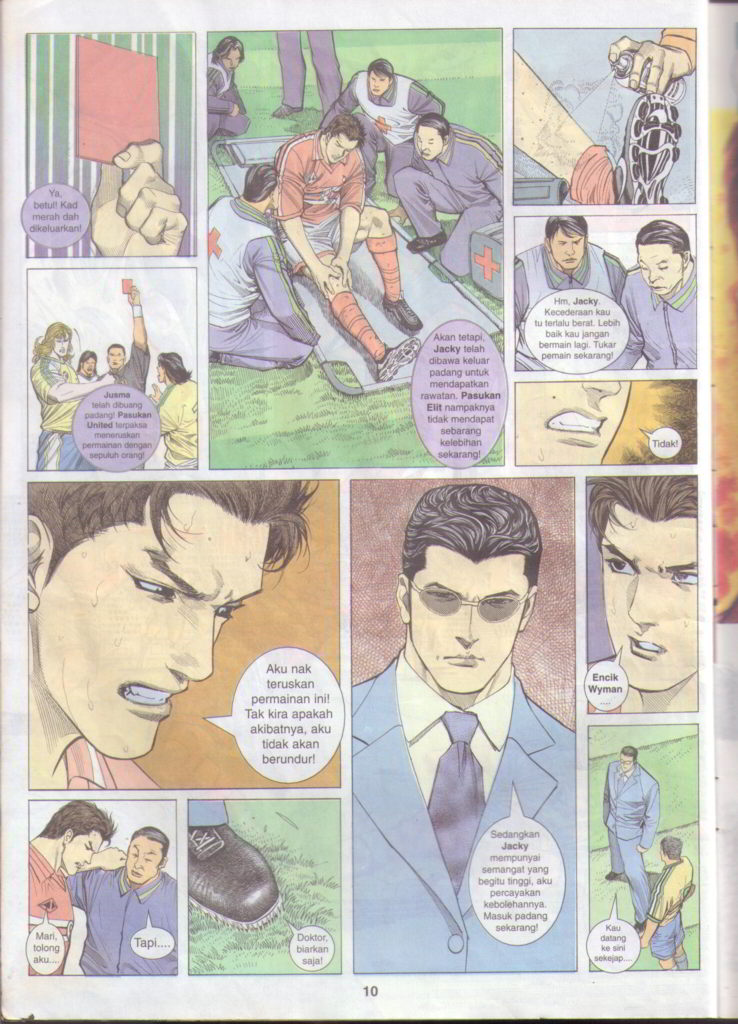 Ya,
betul! Kad
merah dah
dikeluarkan!
Jusma
telah dibuang
padang! Pasukan
United terpaksa
meneruskan
permainan dengan
sepuluh orang!
Akan tetapi,
Jacky telah
dibawa keluar
padang untuk
mendapatkan
rawatan. Pasukan
Elit nampaknya
tidak mendapat
sebarang
kelebihan
sekarang!
Hm, Jacky.
Kecederaan kau
tu terlalu berat. Lebih
baik kau jangan
bermain lagi. Tukar
pemain sekarang!
Tidak!
Aku nak
teruskan
permainan ini!
Tak kira apakah
akibatnya, aku
tidak akan
berundur!
Sedangkan
Jacky
mempunyai
semangat yang
begitu tinggi, aku
percayakan
kebolehannya.
Masuk padang
sekarang!
Encik
Wyman
....
Mari,
tolong
aku....
Tapi....
Doktor,
biarkan
saja!
Kau
datang
ke sini
sekejap....
10